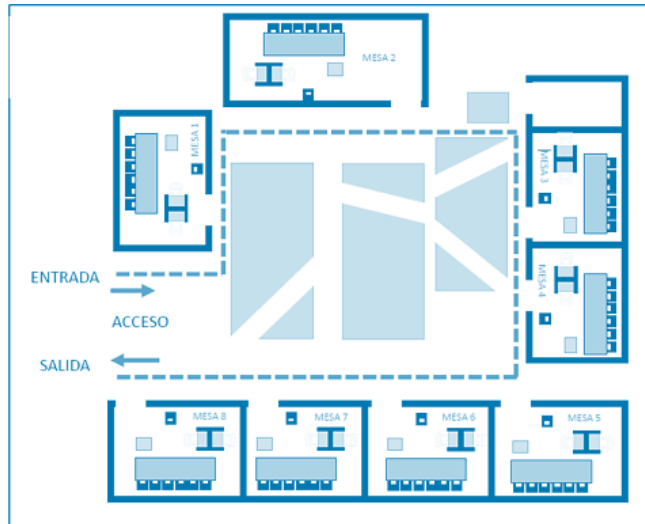 MESA 2
MESA 1
MESA 3
ENTRADA
MESA 4
ACCESO
SALIDA
MESA 8
MESA 7
MESA 6
MESA 5